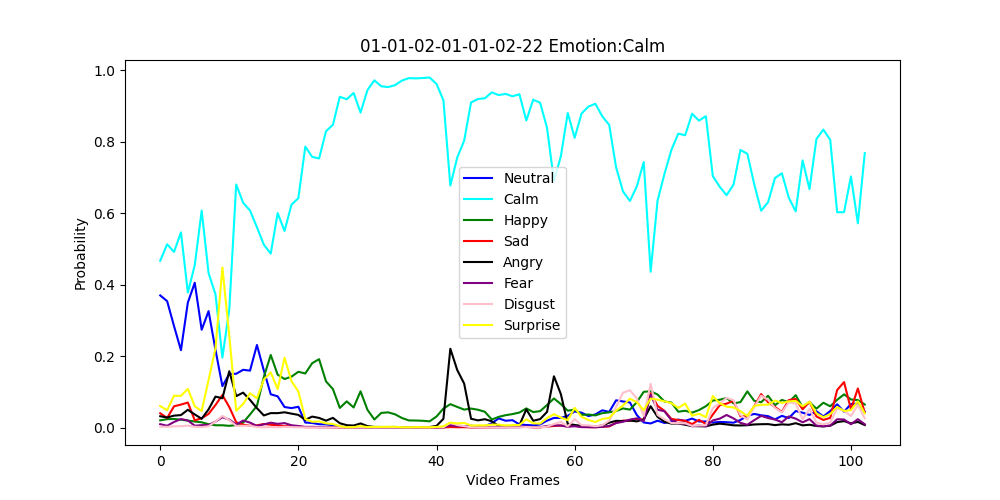 01-01-02-01-01-02-22 Emotion:Calm
1.0
0.8
0.6
0.4
0.2
0.0
Probability
Neutral
Calm
Happy
Sad
Angry
Fear
Disgust
Surprise
0 20 40 60 80 100
Video Frames